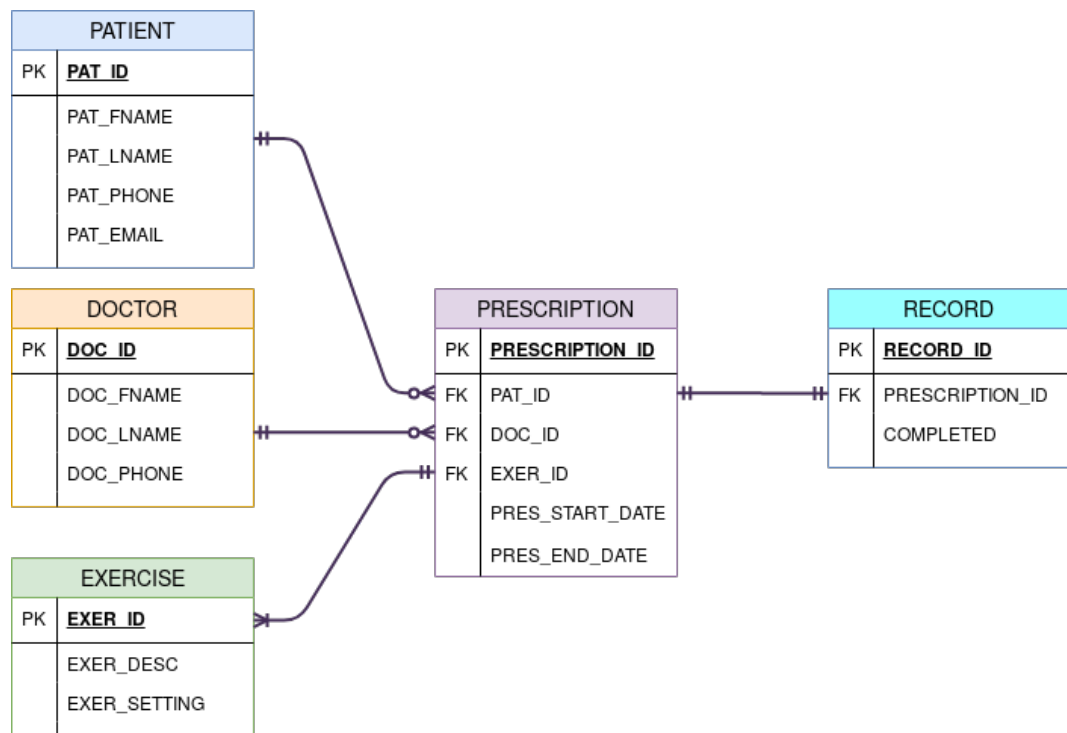 PATIENT
PK PAT_ID
PAT_FNAME
PAT_LNAME
PAT_PHONE
PAT_EMAIL
DOCTOR
PK DOC_ID
DOC_FNAME
DOC_LNAME
DOC_PHONE
EXERCISE
PK EXER_ID
EXER_DESC
EXER_SETTING
PRESCRIPTION
PK PRESCRIPTION_ID
FK PAT_ID
FK DOC_ID
FK EXER_ID
PRES_START_DATE
PRES_END_DATE
RECORD
PK RECORD_ID
FK PRESCRIPTION_ID
COMPLETED